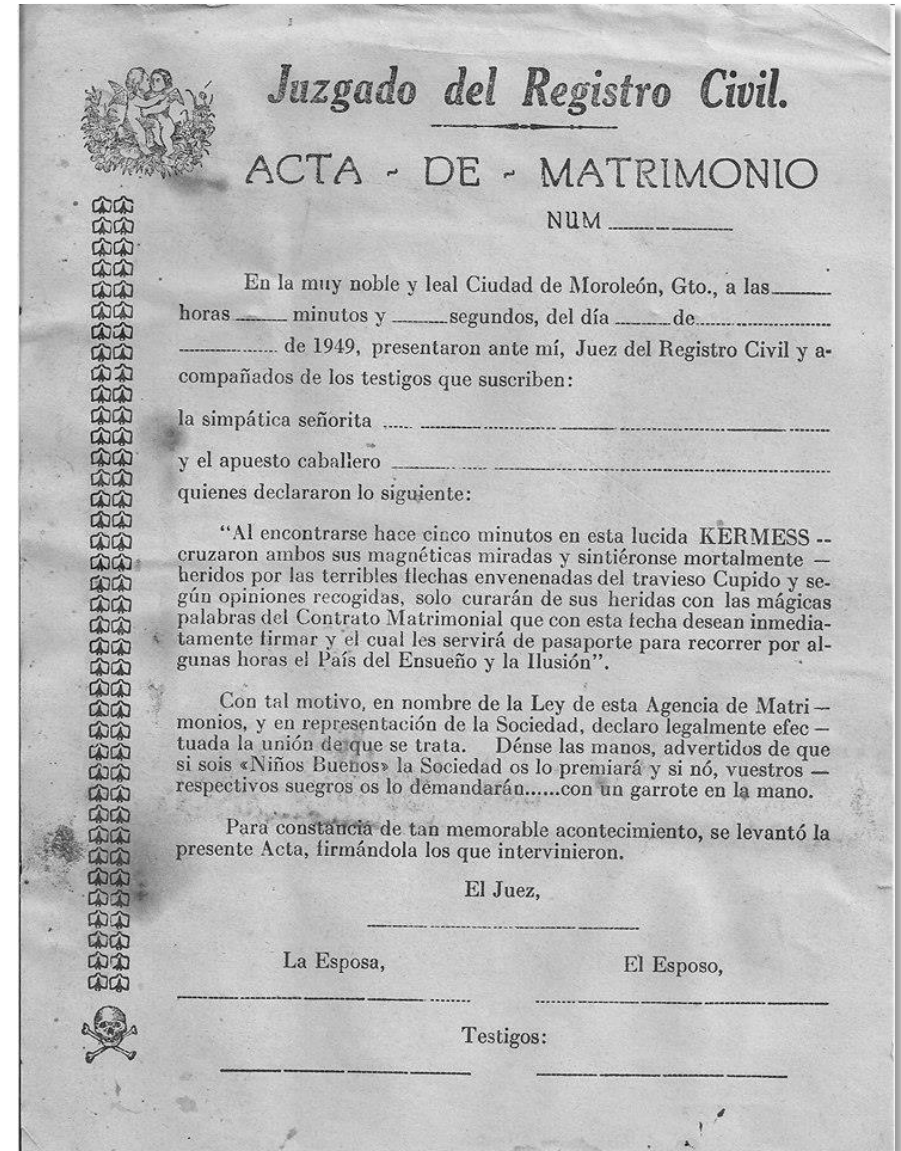 Juzgado del Registro Civil.
ACTA - DE - MATRIMONIO
NUM
En la muy noble y leal Ciudad de Moroleón, Gto., a las
horas minutos y segundos, del día de
de 1949, presentaron ante mí, Juez del Registro Civil y a-
compañados de los testigos que suscriben:
la simpática señorita
y el apuesto caballero
quienes declararon lo siguiente:
“Al encontrarse hace cinco minutos en esta lucida KERMESS --
cruzaron ambos sus magnéticas miradas y sintiéronse mortalmente —
heridos por las terribles flechas envenenadas del travieso Cupido y se-
gún opiniones recogidas, solo curarán de sus heridas con las mágicas
palabras del Contrato Matrimonial que con esta fecha desean inmedia-
tamente firmar y el cual les servirá de pasaporte para recorrer por al-
gunas horas el País del Ensueño y la Ilusión”.
Con tal motivo, en nombre de la Ley de esta Agencia de Matri —
monios, y en representación de la Sociedad, declaro legalmente efec —
tuada la unión de que se trata. Dénse las manos, advertidos de que
si sois «Niños Buenos» la Sociedad os lo premiará y si nó, vuestros —
respectivos suegros os lo demandarán......con un garrote en la mano.
Para constancia de tan memorable acontecimiento, se levantó la
presente Acta, firmándola los que intervinieron.
El Juez,
La Esposa, El Esposo,
Testigos: